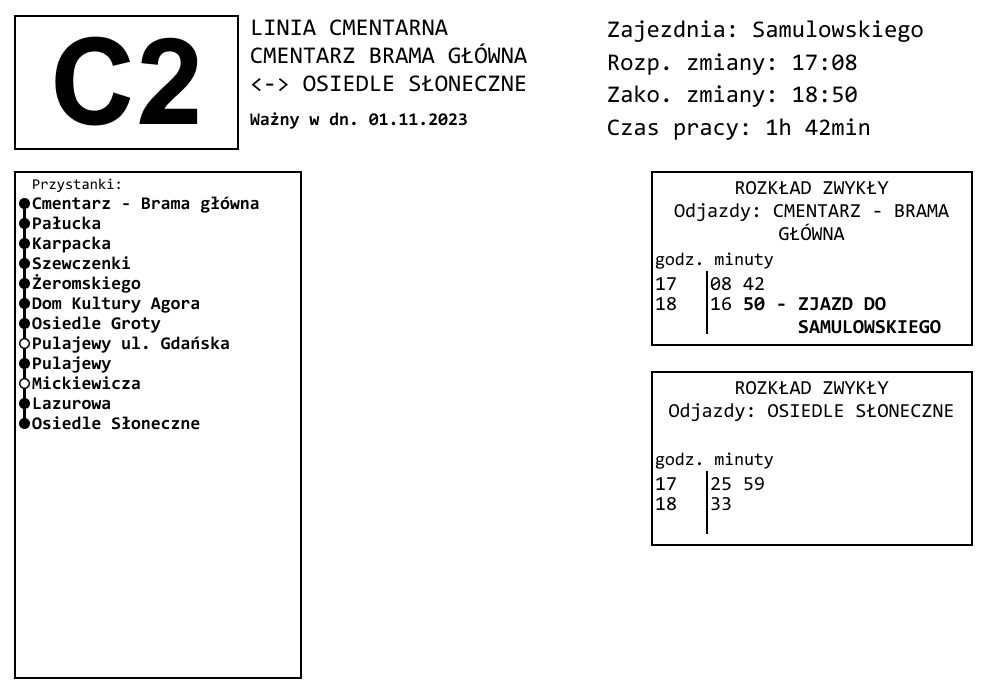 C2
LINIA CMENTARNA
CMENTARZ BRAMA GŁÓWNA
<-> OSIEDLE SŁONECZNE
Ważny w dn. 01.11.2023
Zajezdnia: Samulowskiego
Rozp. zmiany: 17:08
Zako. zmiany: 18:50
Czas pracy: 1h 42min
Przystanki:
Cmentarz - Brama główna
Pałucka
Karpacka
Szewczenki
Żeromskiego
Dom Kultury Agora
Osiedle Groty
Pulajewy ul. Gdańska
Pulajewy
Mickiewicza
Lazurowa
Osiedle Słoneczne
ROZKŁAD ZWYKŁY
Odjazdy: CMENTARZ - BRAMA
GŁÓWNA
godz. minuty
17 08 42
18 16 50 - ZJAZD DO
SAMULOWSKIEGO
ROZKŁAD ZWYKŁY
Odjazdy: OSIEDLE SŁONECZNE
godz. minuty
17 25 59
18 33